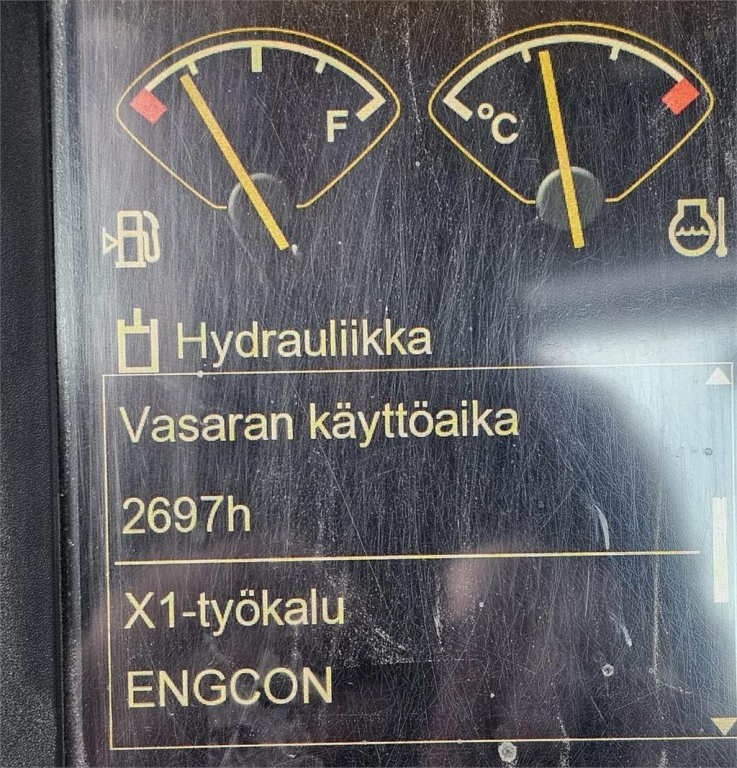 F
°C
Hydrauliikka
Vasaran käyttöaika
2697h
X1-työkalu
ENGCON